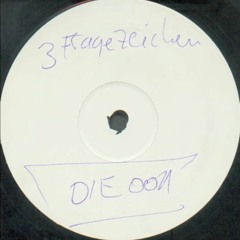 3 Fragezeichen
DIE 001